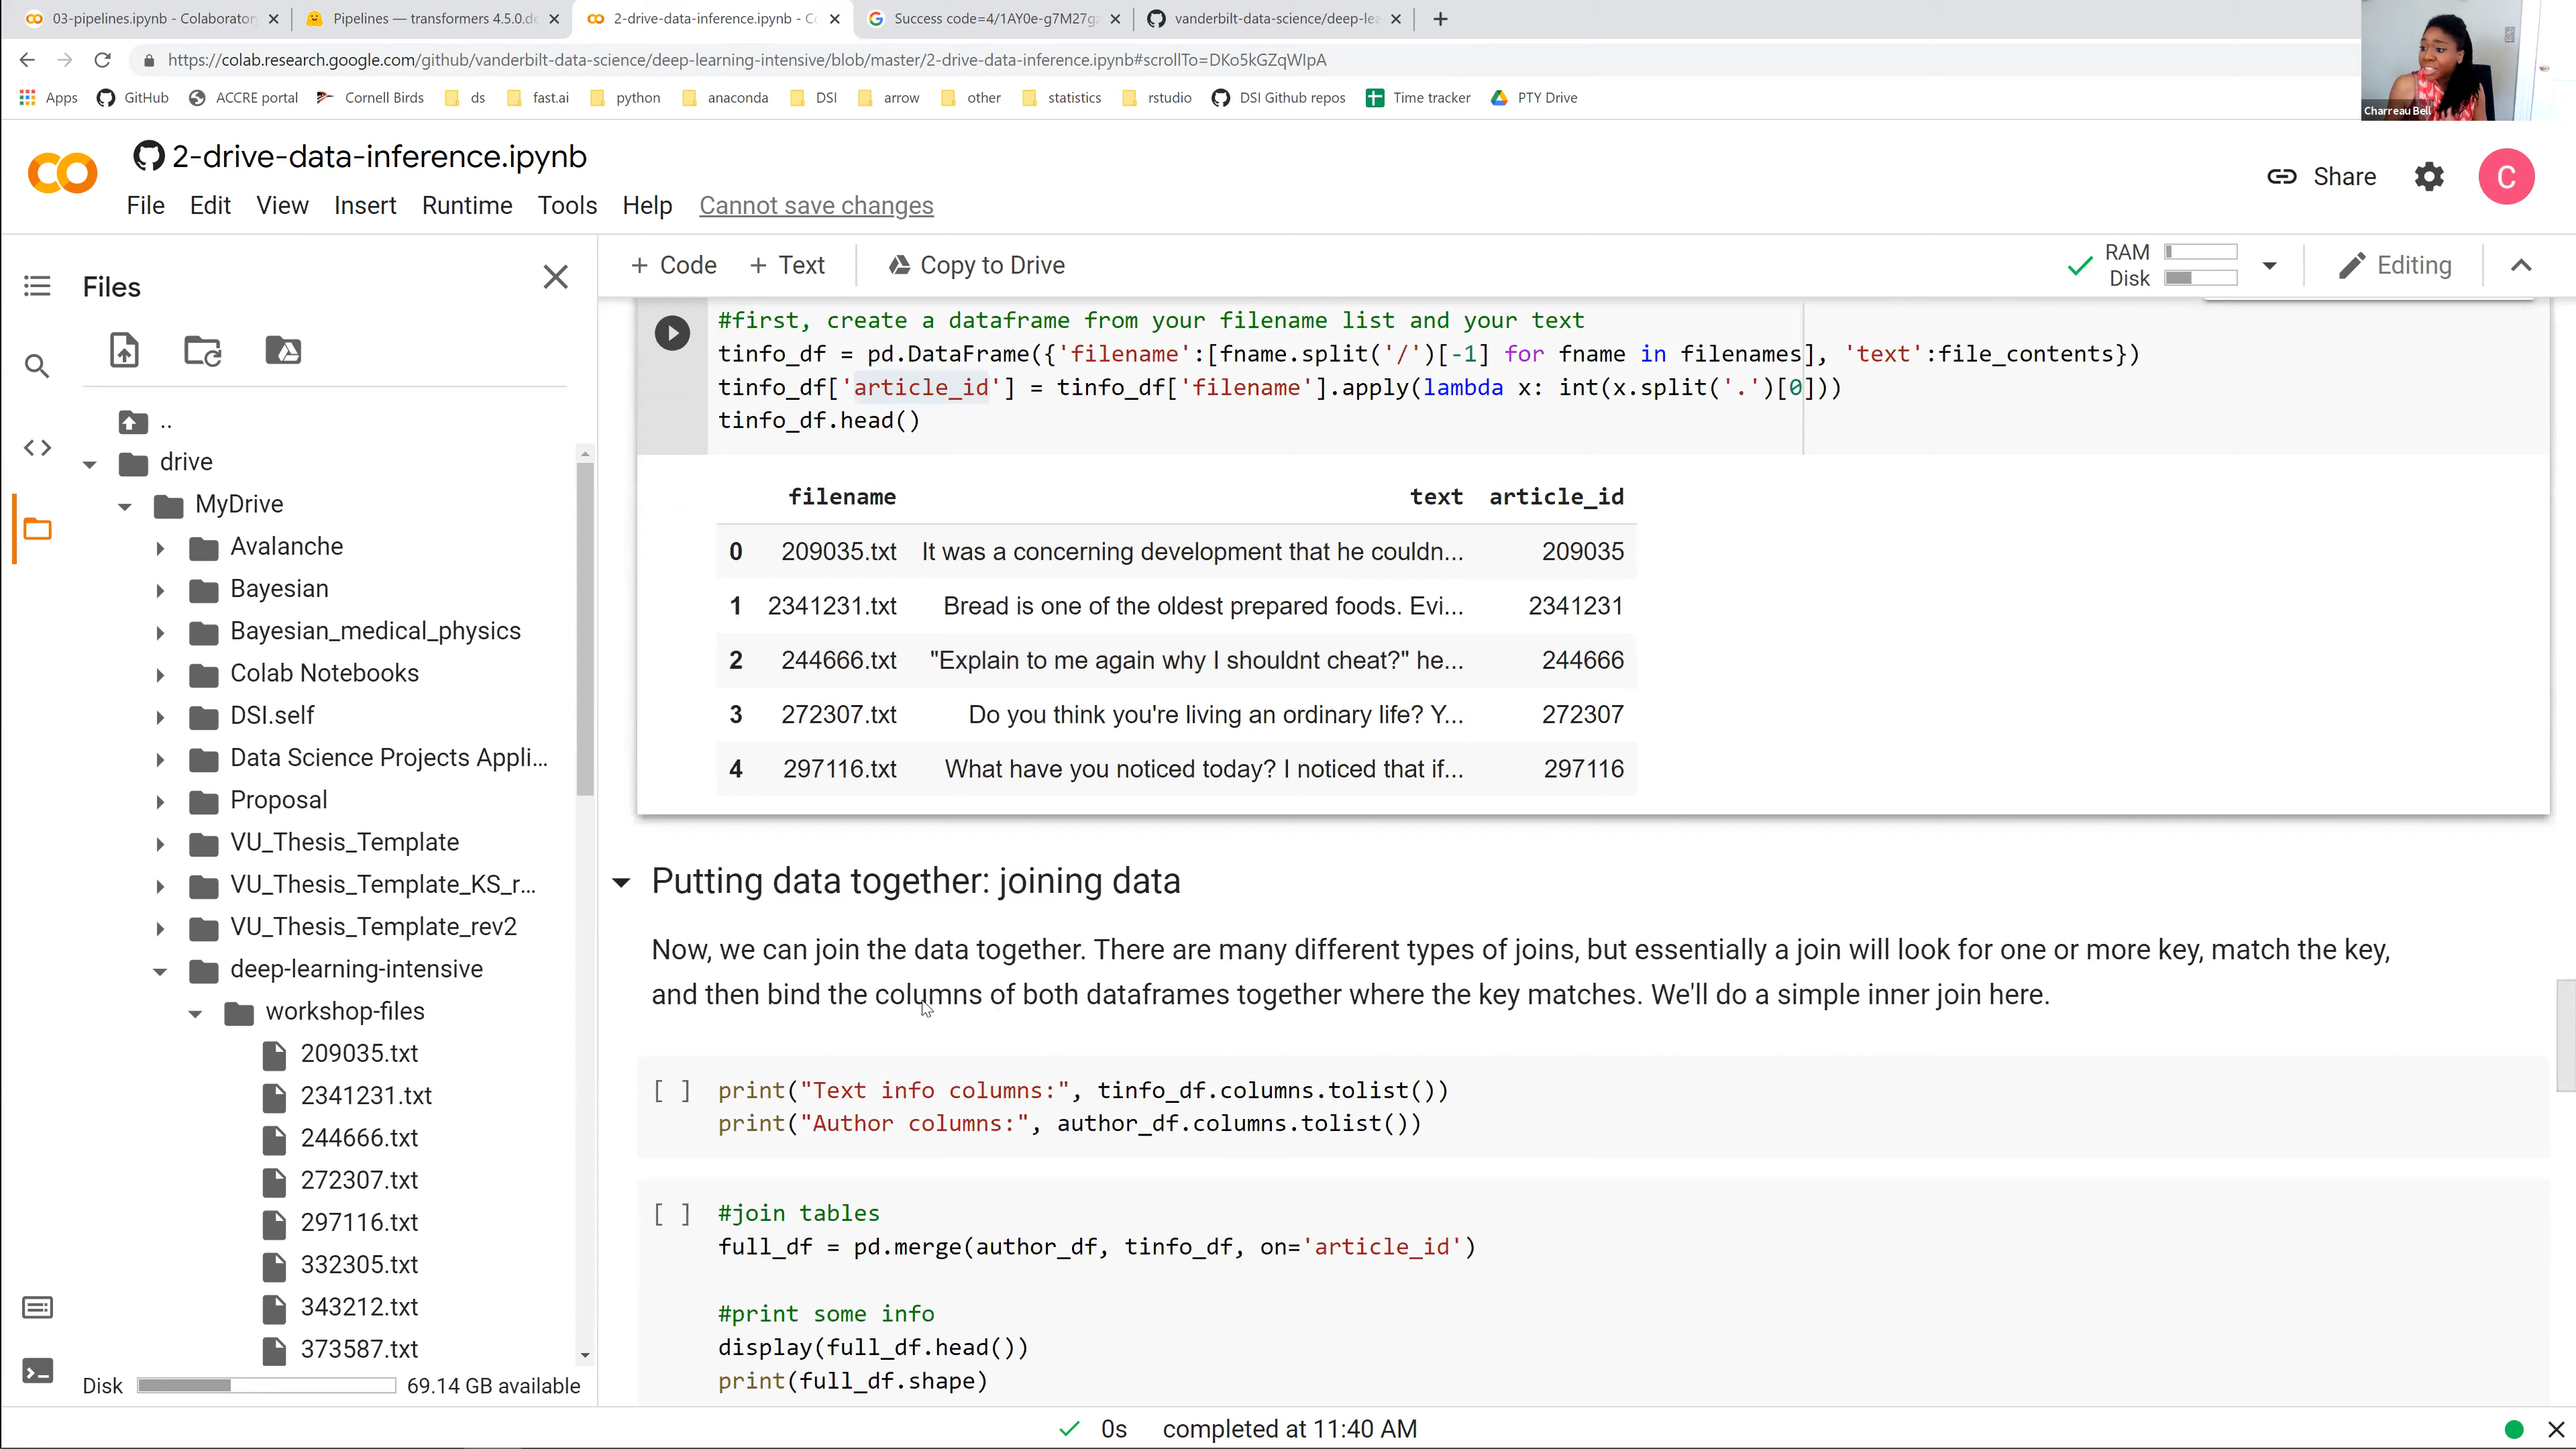 03-pipelines.ipynb - Colaboratory
Pipelines — transformers 4.5.0.de
2-drive-data-inference.ipynb - Co
Success code=4/1AY0e-g7M27g
vanderbilt-data-science/deep-lea
https://colab.research.google.com/github/vanderbilt-data-science/deep-learning-intensive/blob/master/2-drive-data-inference.ipynb#scrollTo=DKo5kGZqWIpA
Apps GitHub ACCRE portal Cornell Birds ds fast.ai python anaconda DSI arrow other statistics rstudio DSI Github repos Time tracker PTY Drive
Charreau Bell
2-drive-data-inference.ipynb
File Edit View Insert Runtime Tools Help Cannot save changes
Share
C
Files
+ Code + Text Copy to Drive
RAM
Disk
Editing
..
drive
MyDrive
Avalanche
Bayesian
Bayesian_medical_physics
Colab Notebooks
DSI.self
Data Science Projects Appli...
Proposal
VU_Thesis_Template
VU_Thesis_Template_KS_r...
VU_Thesis_Template_rev2
deep-learning-intensive
workshop-files
209035.txt
2341231.txt
244666.txt
272307.txt
297116.txt
332305.txt
343212.txt
373587.txt
Disk 69.14 GB available
#first, create a dataframe from your filename list and your text
tinfo_df = pd.DataFrame({'filename':[fname.split('/')[-1] for fname in filenames], 'text':file_contents})
tinfo_df['article_id'] = tinfo_df['filename'].apply(lambda x: int(x.split('.')[0]))
tinfo_df.head()
filename text article_id
0 209035.txt It was a concerning development that he couldn... 209035
1 2341231.txt Bread is one of the oldest prepared foods. Evi... 2341231
2 244666.txt "Explain to me again why I shouldnt cheat?" he... 244666
3 272307.txt Do you think you're living an ordinary life? Y... 272307
4 297116.txt What have you noticed today? I noticed that if... 297116
Putting data together: joining data
Now, we can join the data together. There are many different types of joins, but essentially a join will look for one or more key, match the key,
and then bind the columns of both dataframes together where the key matches. We'll do a simple inner join here.
[ ] print("Text info columns:", tinfo_df.columns.tolist())
print("Author columns:", author_df.columns.tolist())
[ ] #join tables
full_df = pd.merge(author_df, tinfo_df, on='article_id')
#print some info
display(full_df.head())
print(full_df.shape)
0s completed at 11:40 AM